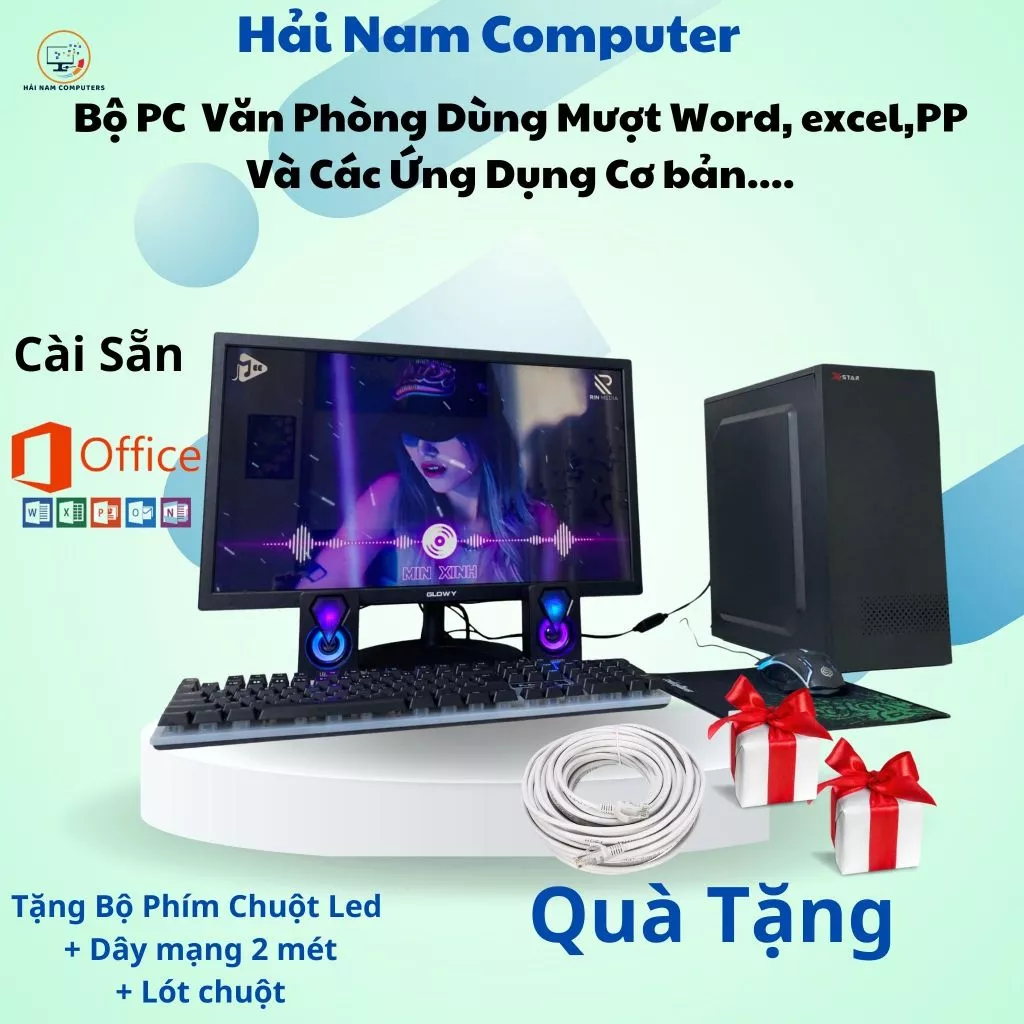 Hải Nam Computer
HẢI NAM COMPUTERS
Bộ PC Văn Phòng Dùng Mượt Word, excel,PP
Và Các Ứng Dụng Cơ bản....
Cài Sẵn
Office
W X P O N
RIN MEDIA
STAR
MIN XINH
GLOWY
Tặng Bộ Phím Chuột Led
+ Dây mạng 2 mét
+ Lót chuột
Quà Tặng